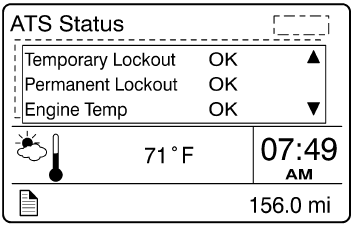 ATS Status
Temporary Lockout OK
Permanent Lockout OK
Engine Temp OK
71°F
07:49
AM
156.0 mi